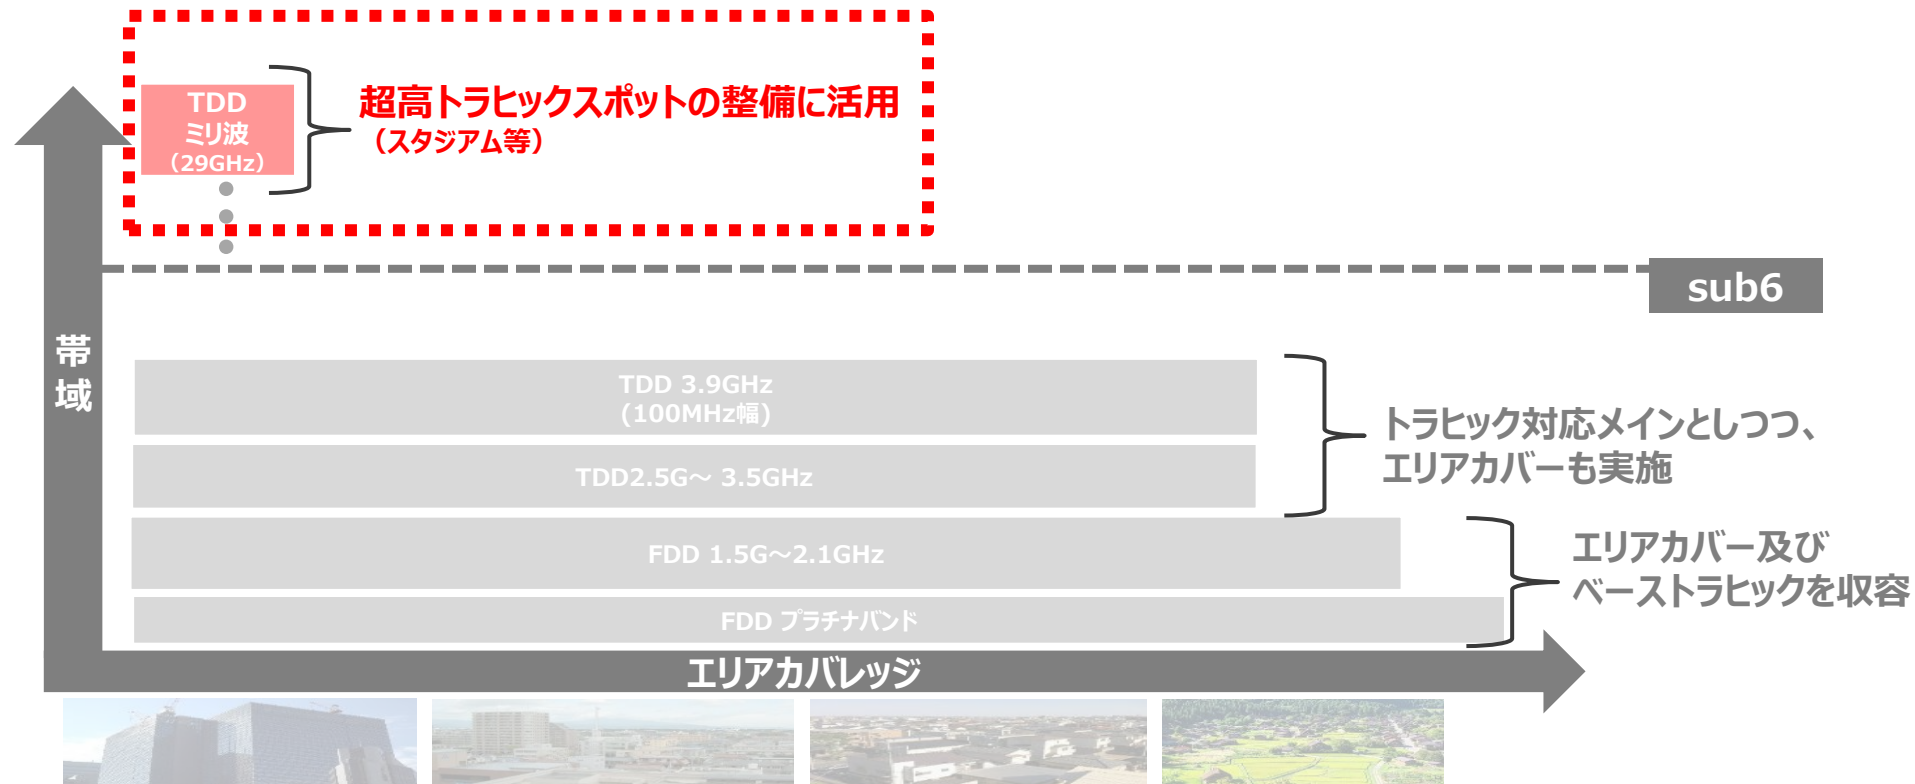 TDD
ミリ波
（29GHz）
超高トラヒックスポットの整備に活用
（スタジアム等）
sub6
帯域
TDD 3.9GHz
(100MHz幅)
TDD2.5G～ 3.5GHz
トラヒック対応メインとしつつ、
エリアカバーも実施
FDD 1.5G～2.1GHz
エリアカバー及び
ベーストラヒックを収容
FDD プラチナバンド
エリアカバレッジ